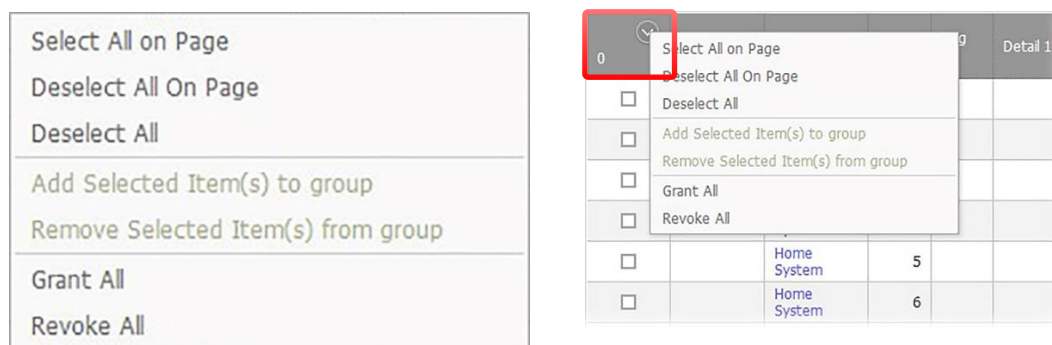 Select All on Page
Deselect All On Page
Deselect All
Add Selected Item(s) to group
Remove Selected Item(s) from group
Grant All
Revoke All
0
g
Detail 1
Select All on Page
Deselect All On Page
Deselect All
Add Selected Item(s) to group
Remove Selected Item(s) from group
Grant All
Revoke All
Home
System
5
Home
System
6